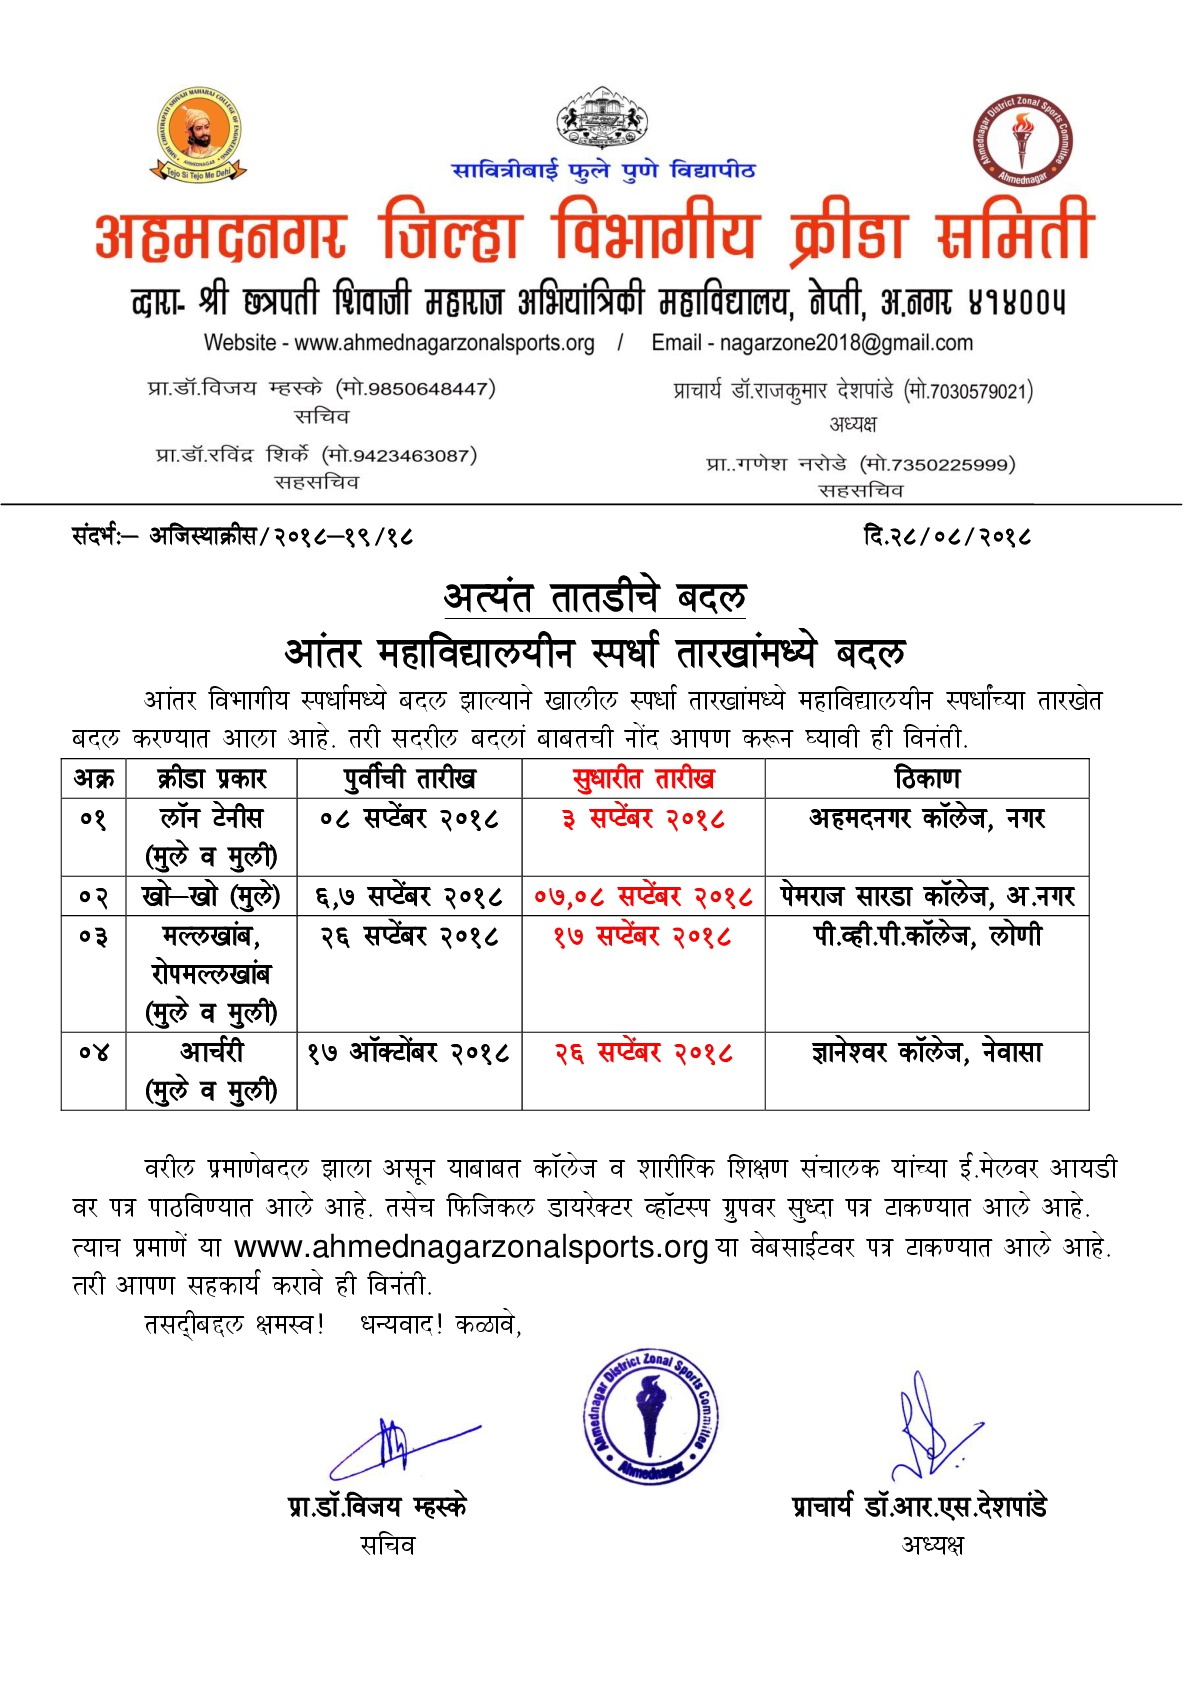 SHRI CHHATRAPATI SHIVAJI MAHARAJ COLLEGE OF ENGINEERING
AHMEDNAGAR
Tejo Si Tejo Me Dehi
Ahmednagar District Zonal Sports Committee
Ahmednagar
सावित्रीबाई फुले पुणे विद्यापीठ
अहमदनगर जिल्हा विभागीय क्रीडा समिती
व्दारा- श्री छत्रपती शिवाजी महाराज अभियांत्रिकी महाविद्यालय, नेप्ती, अ.नगर ४१४००५
Website - www.ahmednagarzonalsports.org / Email - nagarzone2018@gmail.com
प्रा.डॉ.विजय म्हस्के (मो.9850648447) प्राचार्य डॉ.राजकुमार देशपांडे (मो.7030579021)
सचिव अध्यक्ष
प्रा.डॉ.रविंद्र शिर्के (मो.9423463087) प्रा..गणेश नरोडे (मो.7350225999)
सहसचिव सहसचिव
संदर्भः– अजिस्थाक्रीस/२०१८–१९/१८ दि.२८/०८/२०१८
अत्यंत तातडीचे बदल
आंतर महाविद्यालयीन स्पर्धा तारखांमध्ये बदल
आंतर विभागीय स्पर्धामध्ये बदल झाल्याने खालील स्पर्धा तारखांमध्ये महाविद्यालयीन स्पर्धांच्या तारखेत
बदल करण्यात आला आहे. तरी सदरील बदलां बाबतची नोंद आपण करून घ्यावी ही विनंती.
अक्र क्रीडा प्रकार पुर्वीची तारीख सुधारीत तारीख ठिकाण
०१ लॉन टेनीस ०८ सप्टेंबर २०१८ ३ सप्टेंबर २०१८ अहमदनगर कॉलेज, नगर
(मुले व मुली)
०२ खो–खो (मुले) ६,७ सप्टेंबर २०१८ ०७,०८ सप्टेंबर २०१८ पेमराज सारडा कॉलेज, अ.नगर
०३ मल्लखांब, २६ सप्टेंबर २०१८ १७ सप्टेंबर २०१८ पी.व्ही.पी.कॉलेज, लोणी
रोपमल्लखांब
(मुले व मुली)
०४ आर्चरी १७ ऑक्टोंबर २०१८ २६ सप्टेंबर २०१८ ज्ञानेश्वर कॉलेज, नेवासा
(मुले व मुली)
वरील प्रमाणेबदल झाला असून याबाबत कॉलेज व शारीरिक शिक्षण संचालक यांच्या ई.मेलवर आयडी
वर पत्र पाठविण्यात आले आहे. तसेच फिजिकल डायरेक्टर व्हॉटस्प ग्रुपवर सुध्दा पत्र टाकण्यात आले आहे.
त्याच प्रमाणें या www.ahmednagarzonalsports.org या वेबसाईटवर पत्र टाकण्यात आले आहे.
तरी आपण सहकार्य करावे ही विनंती.
तसद्दीबद्दल क्षमस्व! धन्यवाद! कळावे,
Ahmednagar District Zonal Sports Committee
Ahmednagar
प्रा.डॉ.विजय म्हस्के प्राचार्य डॉ.आर.एस.देशपांडे
सचिव अध्यक्ष